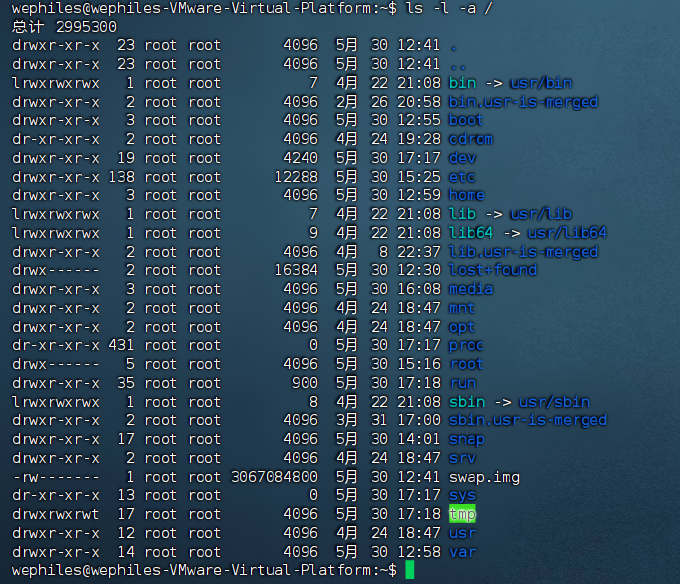 wephiles@wephiles-VMware-Virtual-Platform:~$ ls -l -a /
总计 2995300
drwxr-xr-x  23 root root       4096  5月  30 12:41 .
drwxr-xr-x  23 root root       4096  5月  30 12:41 ..
lrwxrwxrwx   1 root root          7  4月  22 21:08 bin -> usr/bin
drwxr-xr-x   2 root root       4096  2月  26 20:58 bin.usr-is-merged
drwxr-xr-x   3 root root       4096  5月  30 12:55 boot
dr-xr-xr-x   2 root root       4096  4月  24 19:28 cdrom
drwxr-xr-x  19 root root       4240  5月  30 17:17 dev
drwxr-xr-x 138 root root      12288  5月  30 15:25 etc
drwxr-xr-x   3 root root       4096  5月  30 12:59 home
lrwxrwxrwx   1 root root          7  4月  22 21:08 lib -> usr/lib
lrwxrwxrwx   1 root root          9  4月  22 21:08 lib64 -> usr/lib64
drwxr-xr-x   2 root root       4096  4月   8 22:37 lib.usr-is-merged
drwx------   2 root root      16384  5月  30 12:30 lost+found
drwxr-xr-x   3 root root       4096  5月  30 16:08 media
drwxr-xr-x   2 root root       4096  4月  24 18:47 mnt
drwxr-xr-x   2 root root       4096  4月  24 18:47 opt
dr-xr-xr-x 431 root root          0  5月  30 17:17 proc
drwx------   5 root root       4096  5月  30 15:16 root
drwxr-xr-x  35 root root        900  5月  30 17:18 run
lrwxrwxrwx   1 root root          8  4月  22 21:08 sbin -> usr/sbin
drwxr-xr-x   2 root root       4096  3月  31 17:00 sbin.usr-is-merged
drwxr-xr-x  17 root root       4096  5月  30 14:01 snap
drwxr-xr-x   2 root root       4096  4月  24 18:47 srv
-rw-------   1 root root 3067084800  5月  30 12:41 swap.img
dr-xr-xr-x  13 root root          0  5月  30 17:17 sys
drwxrwxrwt  17 root root       4096  5月  30 17:18 tmp
drwxr-xr-x  12 root root       4096  4月  24 18:47 usr
drwxr-xr-x  14 root root       4096  5月  30 12:58 var
wephiles@wephiles-VMware-Virtual-Platform:~$